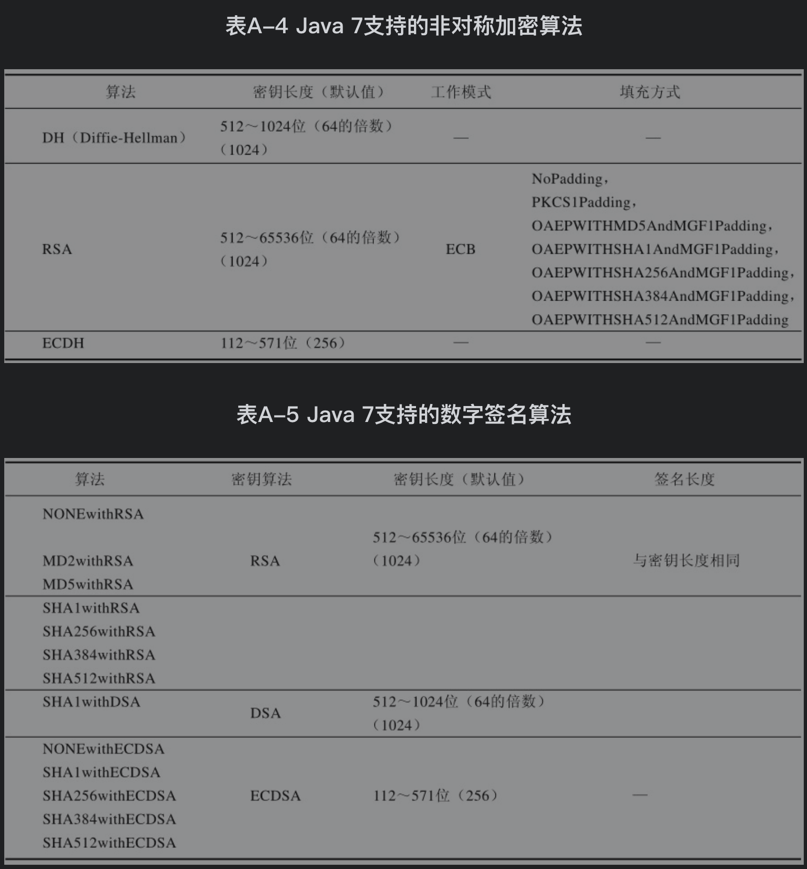 表A-4 Java 7支持的非对称加密算法
算法 密钥长度（默认值） 工作模式 填充方式
DH（Diffie-Hellman） 512～1024位（64的倍数） — —
（1024）
NoPadding，
PKCS1Padding，
OAEPWITHMD5AndMGF1Padding，
RSA 512～65536位（64的倍数） ECB OAEPWITHSHA1AndMGF1Padding，
（1024） OAEPWITHSHA256AndMGF1Padding，
OAEPWITHSHA384AndMGF1Padding，
OAEPWITHSHA512AndMGF1Padding
ECDH 112～571位（256） — —
表A-5 Java 7支持的数字签名算法
算法 密钥算法 密钥长度（默认值） 签名长度
NONEwithRSA
512～65536位（64的倍数）
MD2withRSA RSA （1024） 与密钥长度相同
MD5withRSA
SHA1withRSA
SHA256withRSA
SHA384withRSA
SHA512withRSA
SHA1withDSA DSA 512～1024位（64的倍数）
（1024）
NONEwithECDSA
SHA1withECDSA
SHA256withECDSA ECDSA 112～571位（256） —
SHA384withECDSA
SHA512withECDSA